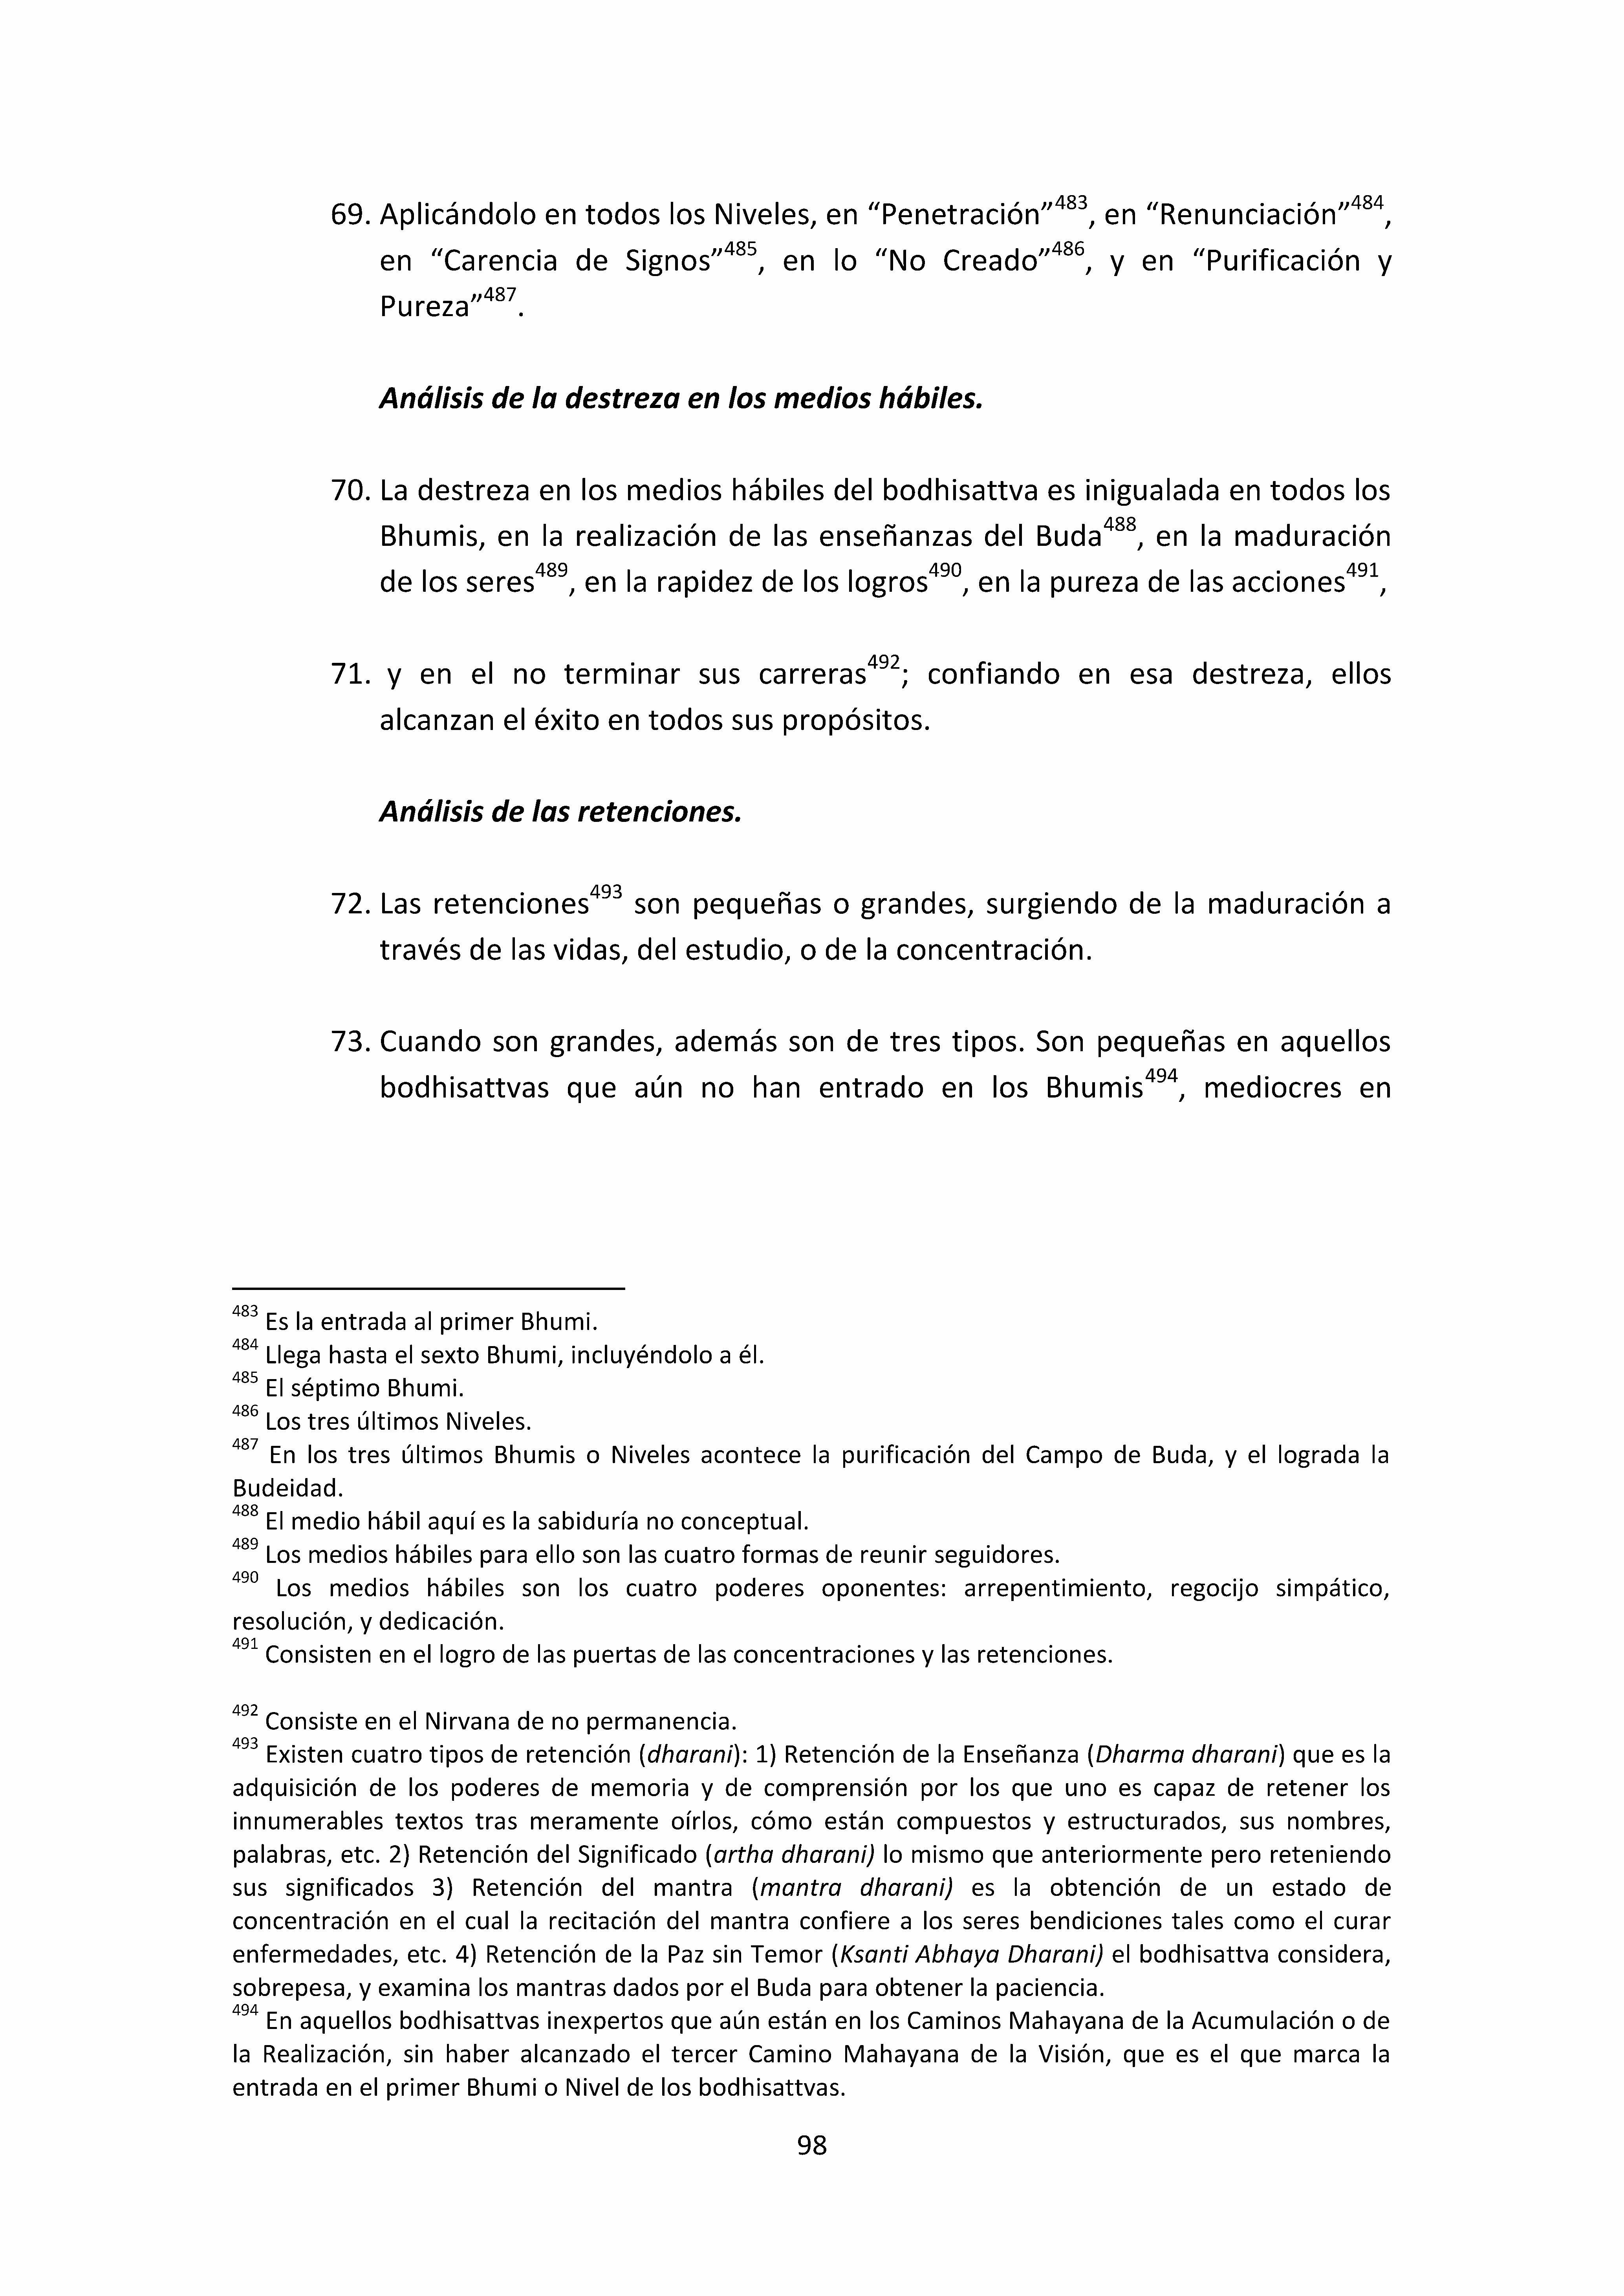 69. Aplicándolo en todos los Niveles, en “Penetración”483, en “Renunciación”484,
en “Carencia de Signos”485, en lo “No Creado”486, y en “Purificación y
Pureza”487.
Análisis de la destreza en los medios hábiles.
70. La destreza en los medios hábiles del bodhisattva es inigualada en todos los
Bhumis, en la realización de las enseñanzas del Buda488, en la maduración
de los seres489, en la rapidez de los logros490, en la pureza de las acciones491,
71. y en el no terminar sus carreras492; confiando en esa destreza, ellos
alcanzan el éxito en todos sus propósitos.
Análisis de las retenciones.
72. Las retenciones493 son pequeñas o grandes, surgiendo de la maduración a
través de las vidas, del estudio, o de la concentración.
73. Cuando son grandes, además son de tres tipos. Son pequeñas en aquellos
bodhisattvas que aún no han entrado en los Bhumis494, mediocres en
483 Es la entrada al primer Bhumi.
484 Llega hasta el sexto Bhumi, incluyéndolo a él.
485 El séptimo Bhumi.
486 Los tres últimos Niveles.
487 En los tres últimos Bhumis o Niveles acontece la purificación del Campo de Buda, y el lograda la
Budeidad.
488 El medio hábil aquí es la sabiduría no conceptual.
489 Los medios hábiles para ello son las cuatro formas de reunir seguidores.
490 Los medios hábiles son los cuatro poderes oponentes: arrepentimiento, regocijo simpático,
resolución, y dedicación.
491 Consisten en el logro de las puertas de las concentraciones y las retenciones.
492 Consiste en el Nirvana de no permanencia.
493 Existen cuatro tipos de retención (dharani): 1) Retención de la Enseñanza (Dharma dharani) que es la
adquisición de los poderes de memoria y de comprensión por los que uno es capaz de retener los
innumerables textos tras meramente oírlos, cómo están compuestos y estructurados, sus nombres,
palabras, etc. 2) Retención del Significado (artha dharani) lo mismo que anteriormente pero reteniendo
sus significados 3) Retención del mantra (mantra dharani) es la obtención de un estado de
concentración en el cual la recitación del mantra confiere a los seres bendiciones tales como el curar
enfermedades, etc. 4) Retención de la Paz sin Temor (Ksanti Abhaya Dharani) el bodhisattva considera,
sobrepesa, y examina los mantras dados por el Buda para obtener la paciencia.
494 En aquellos bodhisattvas inexpertos que aún están en los Caminos Mahayana de la Acumulación o de
la Realización, sin haber alcanzado el tercer Camino Mahayana de la Visión, que es el que marca la
entrada en el primer Bhumi o Nivel de los bodhisattvas.
98